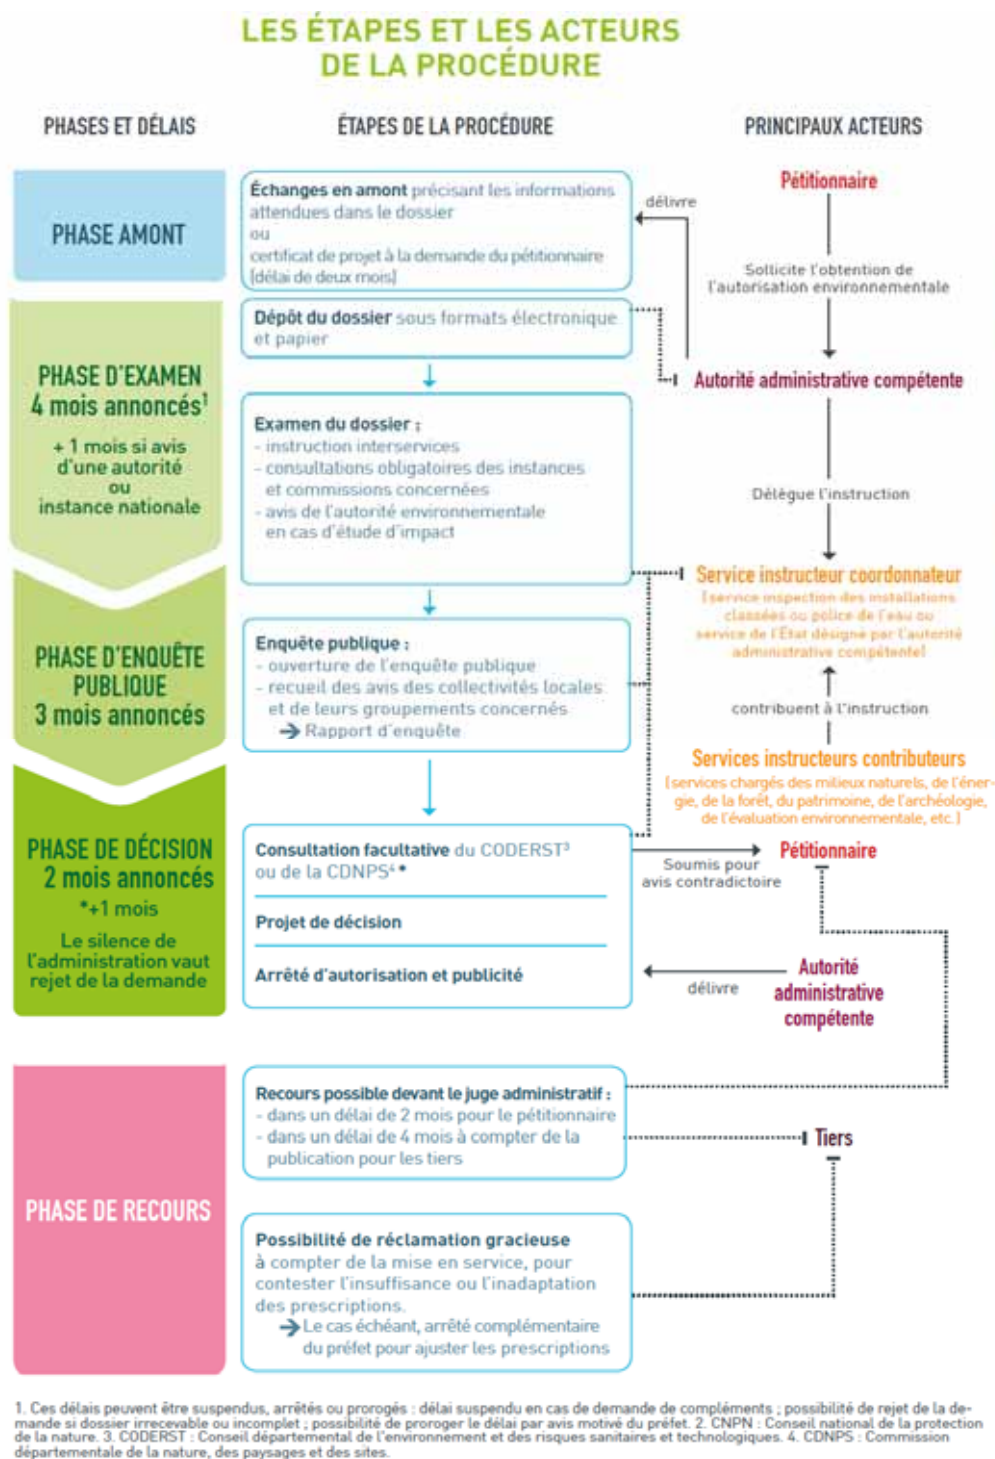 LES ÉTAPES ET LES ACTEURS
DE LA PROCÉDURE
PHASES ET DÉLAIS
ÉTAPES DE LA PROCÉDURE
PRINCIPAUX ACTEURS
PHASE AMONT
Échanges en amont précisant les informations
attendues dans le dossier
ou
certificat de projet à la demande du pétitionnaire
(délai de deux mois)
délivre
Pétitionnaire
Sollicite l'obtention de
l'autorisation environnementale
PHASE D'EXAMEN
4 mois annoncés¹
+ 1 mois si avis
d'une autorité
ou
instance nationale
Dépôt du dossier sous formats électronique
et papier
Autorité administrative compétente
Examen du dossier :
- instruction interservices
- consultations obligatoires des instances
et commissions concernées
- avis de l'autorité environnementale
en cas d'étude d'impact
Délègue l'instruction
Service instructeur coordonnateur
(service inspection des installations
classées ou police de l'eau ou
service de l'État désigné par l'autorité
administrative compétente)
PHASE D'ENQUÊTE
PUBLIQUE
3 mois annoncés
Enquête publique :
- ouverture de l'enquête publique
- recueil des avis des collectivités locales
et de leurs groupements concernés
→ Rapport d'enquête
contribuent à l'instruction
Services instructeurs contributeurs
(services chargés des milieux naturels, de l'éner-
gie, de la forêt, du patrimoine, de l'archéologie,
de l'évaluation environnementale, etc.)
PHASE DE DÉCISION
2 mois annoncés
*+1 mois
Le silence de
l'administration vaut
rejet de la demande
Consultation facultative du CODERST³
ou de la CDNPS⁴ *
Projet de décision
Arrêté d'autorisation et publicité
Soumis pour
avis contradictoire
Pétitionnaire
délivre
Autorité
administrative
compétente
PHASE DE RECOURS
Recours possible devant le juge administratif :
- dans un délai de 2 mois pour le pétitionnaire
- dans un délai de 4 mois à compter de la
publication pour les tiers
Tiers
Possibilité de réclamation gracieuse
à compter de la mise en service, pour
contester l'insuffisance ou l'inadaptation
des prescriptions.
→ Le cas échéant, arrêté complémentaire
du préfet pour ajuster les prescriptions
1. Ces délais peuvent être suspendus, arrêtés ou prorogés : délai suspendu en cas de demande de compléments ; possibilité de rejet de la de-
mande si dossier irrecevable ou incomplet ; possibilité de proroger le délai par avis motivé du préfet. 2. CNPN : Conseil national de la protection
de la nature. 3. CODERST : Conseil départemental de l'environnement et des risques sanitaires et technologiques. 4. CDNPS : Commission
départementale de la nature, des paysages et des sites.